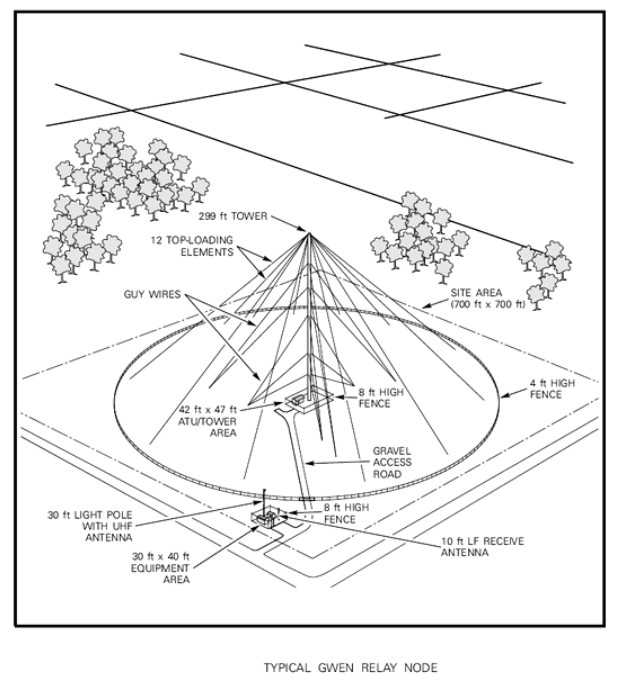 299 ft TOWER
12 TOP-LOADING
ELEMENTS
GUY WIRES
SITE AREA
(700 ft x 700 ft)
4 ft HIGH
FENCE
8 ft HIGH
FENCE
42 ft x 47 ft
ATU/TOWER
AREA
GRAVEL
ACCESS
ROAD
30 ft LIGHT POLE
WITH UHF
ANTENNA
8 ft HIGH
FENCE
10 ft LF RECEIVE
ANTENNA
30 ft x 40 ft
EQUIPMENT
AREA
TYPICAL GWEN RELAY NODE